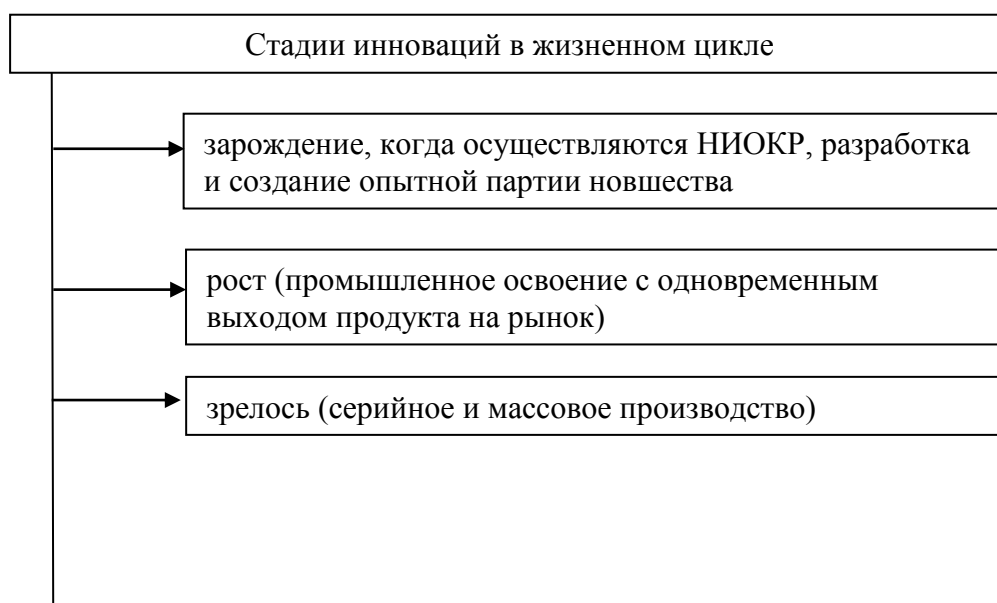 Стадии инноваций в жизненном цикле
зарождение, когда осуществляются НИОКР, разработка
и создание опытной партии новшества
рост (промышленное освоение с одновременным
выходом продукта на рынок)
зрелось (серийное и массовое производство)